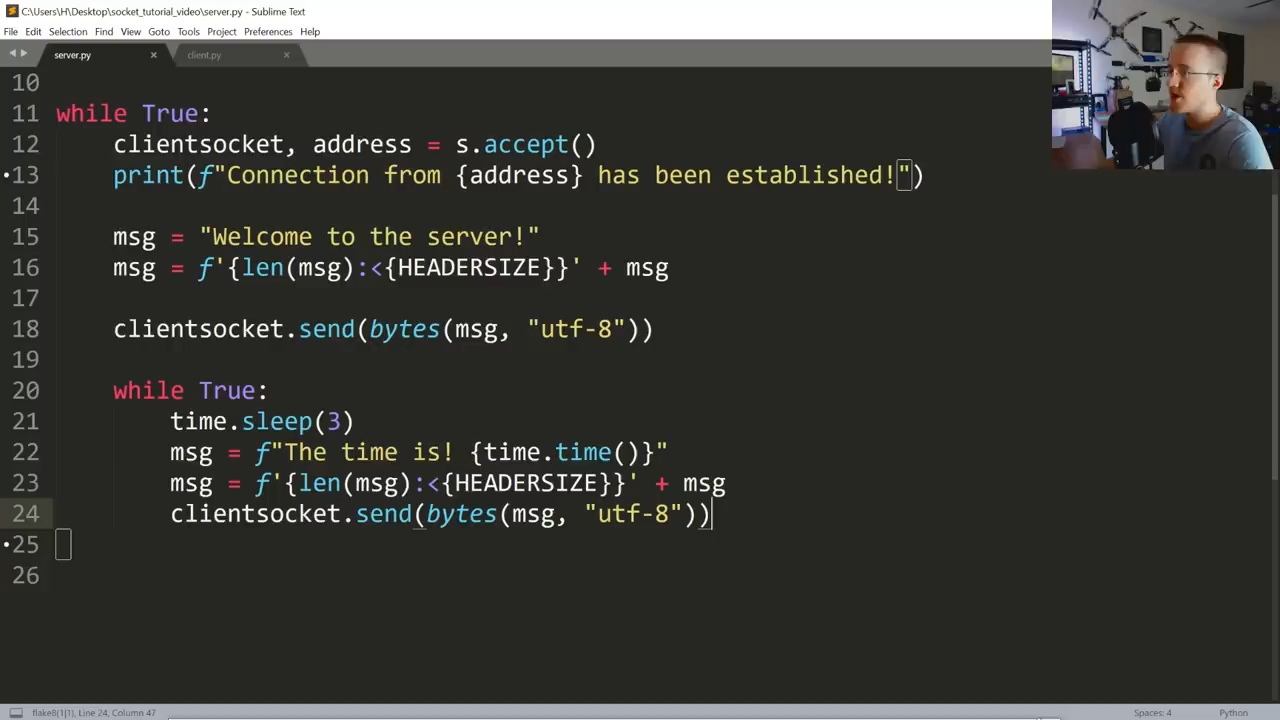 C:\Users\H\Desktop\socket_tutorial_video\server.py - Sublime Text
File Edit Selection Find View Goto Tools Project Preferences Help
server.py × client.py ×
10
11 while True:
12     clientsocket, address = s.accept()
13     print(f"Connection from {address} has been established!")
14
15     msg = "Welcome to the server!"
16     msg = f'{len(msg):<{HEADERSIZE}}' + msg
17
18     clientsocket.send(bytes(msg, "utf-8"))
19
20     while True:
21         time.sleep(3)
22         msg = f"The time is! {time.time()}"
23         msg = f'{len(msg):<{HEADERSIZE}}' + msg
24         clientsocket.send(bytes(msg, "utf-8"))
25
26
flake8(1|1), Line 24, Column 47 Spaces: 4 Python